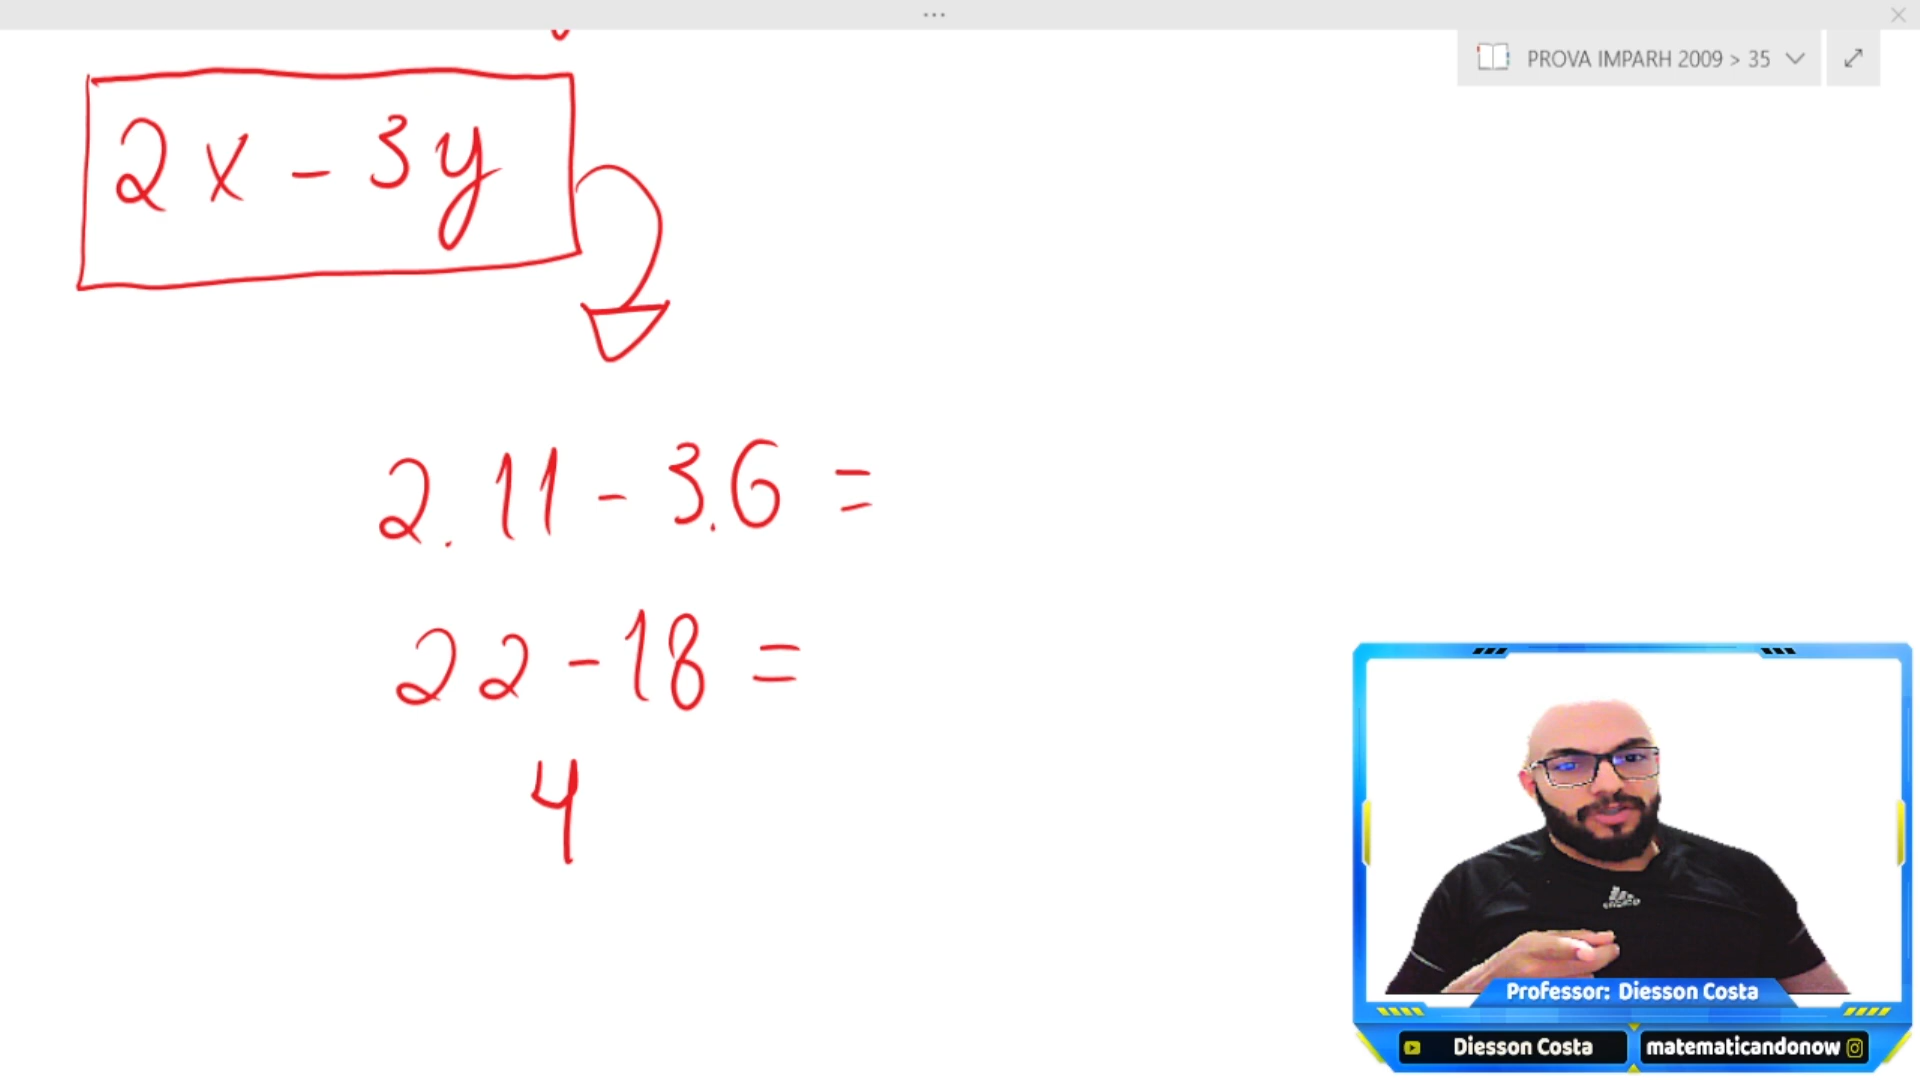 PROVA IMPARH 2009 > 35
2x - 3y
2.11 - 3.6 =
22 - 18 =
4
Professor: Diesson Costa
Diesson Costa
matematicandonow